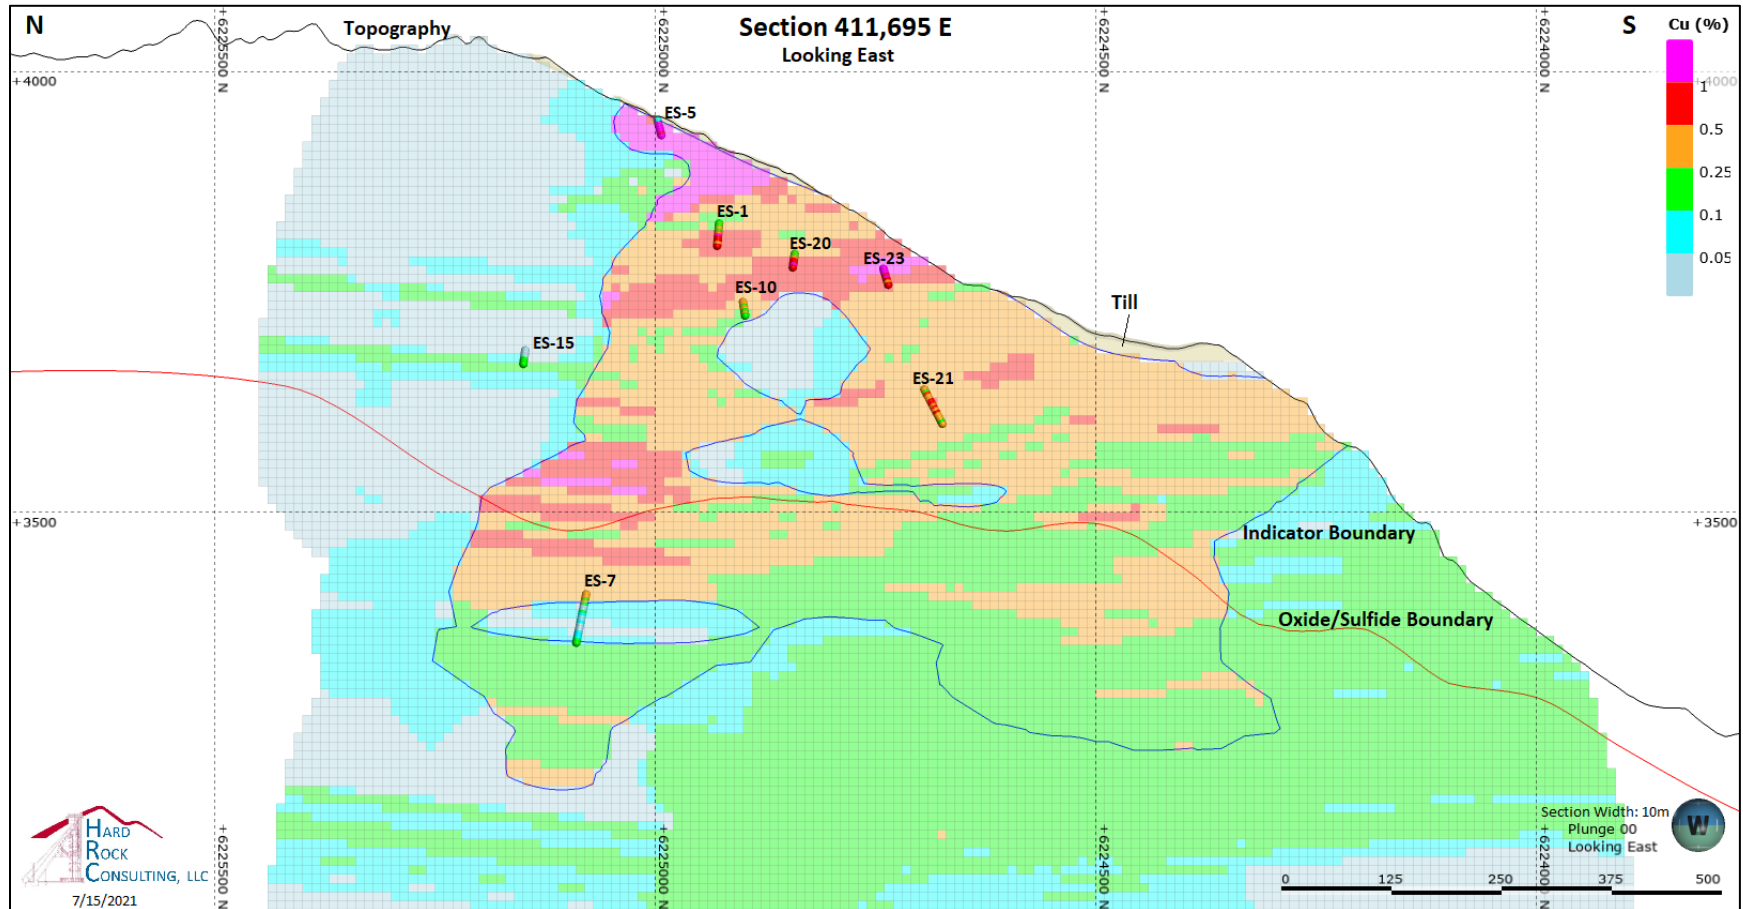 N
Topography
Section 411,695 E
Looking East
S
Cu (%)
1
0.5
0.25
0.1
0.05
+6225500 N
+6225000 N
+6224500 N
+6224000 N
+4000
+4000
ES-5
ES-1
ES-20
ES-23
ES-10
ES-15
Till
ES-21
+3500
+3500
Indicator Boundary
ES-7
Oxide/Sulfide Boundary
Section Width: 10m
Plunge 00
Looking East
W
+6225500 N
+6225000 N
+6224500 N
+6224000 N
0 125 250 375 500
HARD
ROCK
CONSULTING, LLC
7/15/2021